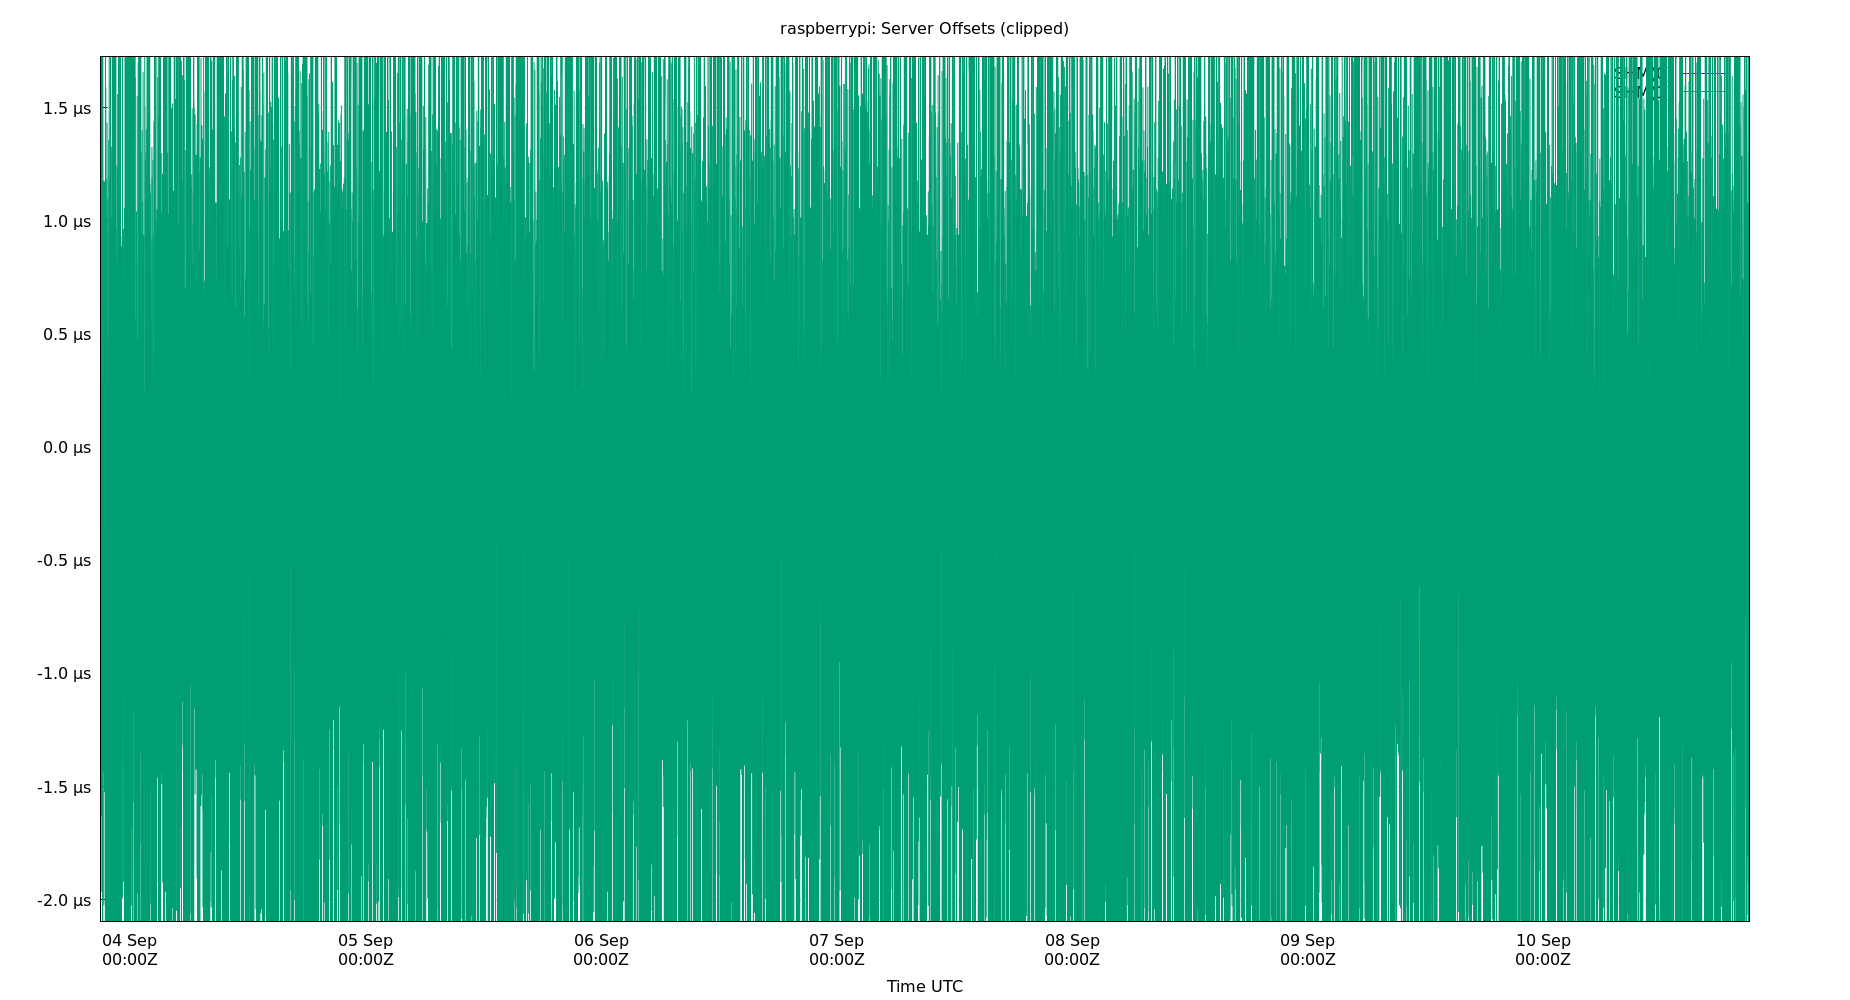 raspberrypi: Server Offsets (clipped)
1.5 µs
1.0 µs
0.5 µs
0.0 µs
-0.5 µs
-1.0 µs
-1.5 µs
-2.0 µs
04 Sep 05 Sep 06 Sep 07 Sep 08 Sep 09 Sep 10 Sep
00:00Z 00:00Z 00:00Z 00:00Z 00:00Z 00:00Z 00:00Z
Time UTC